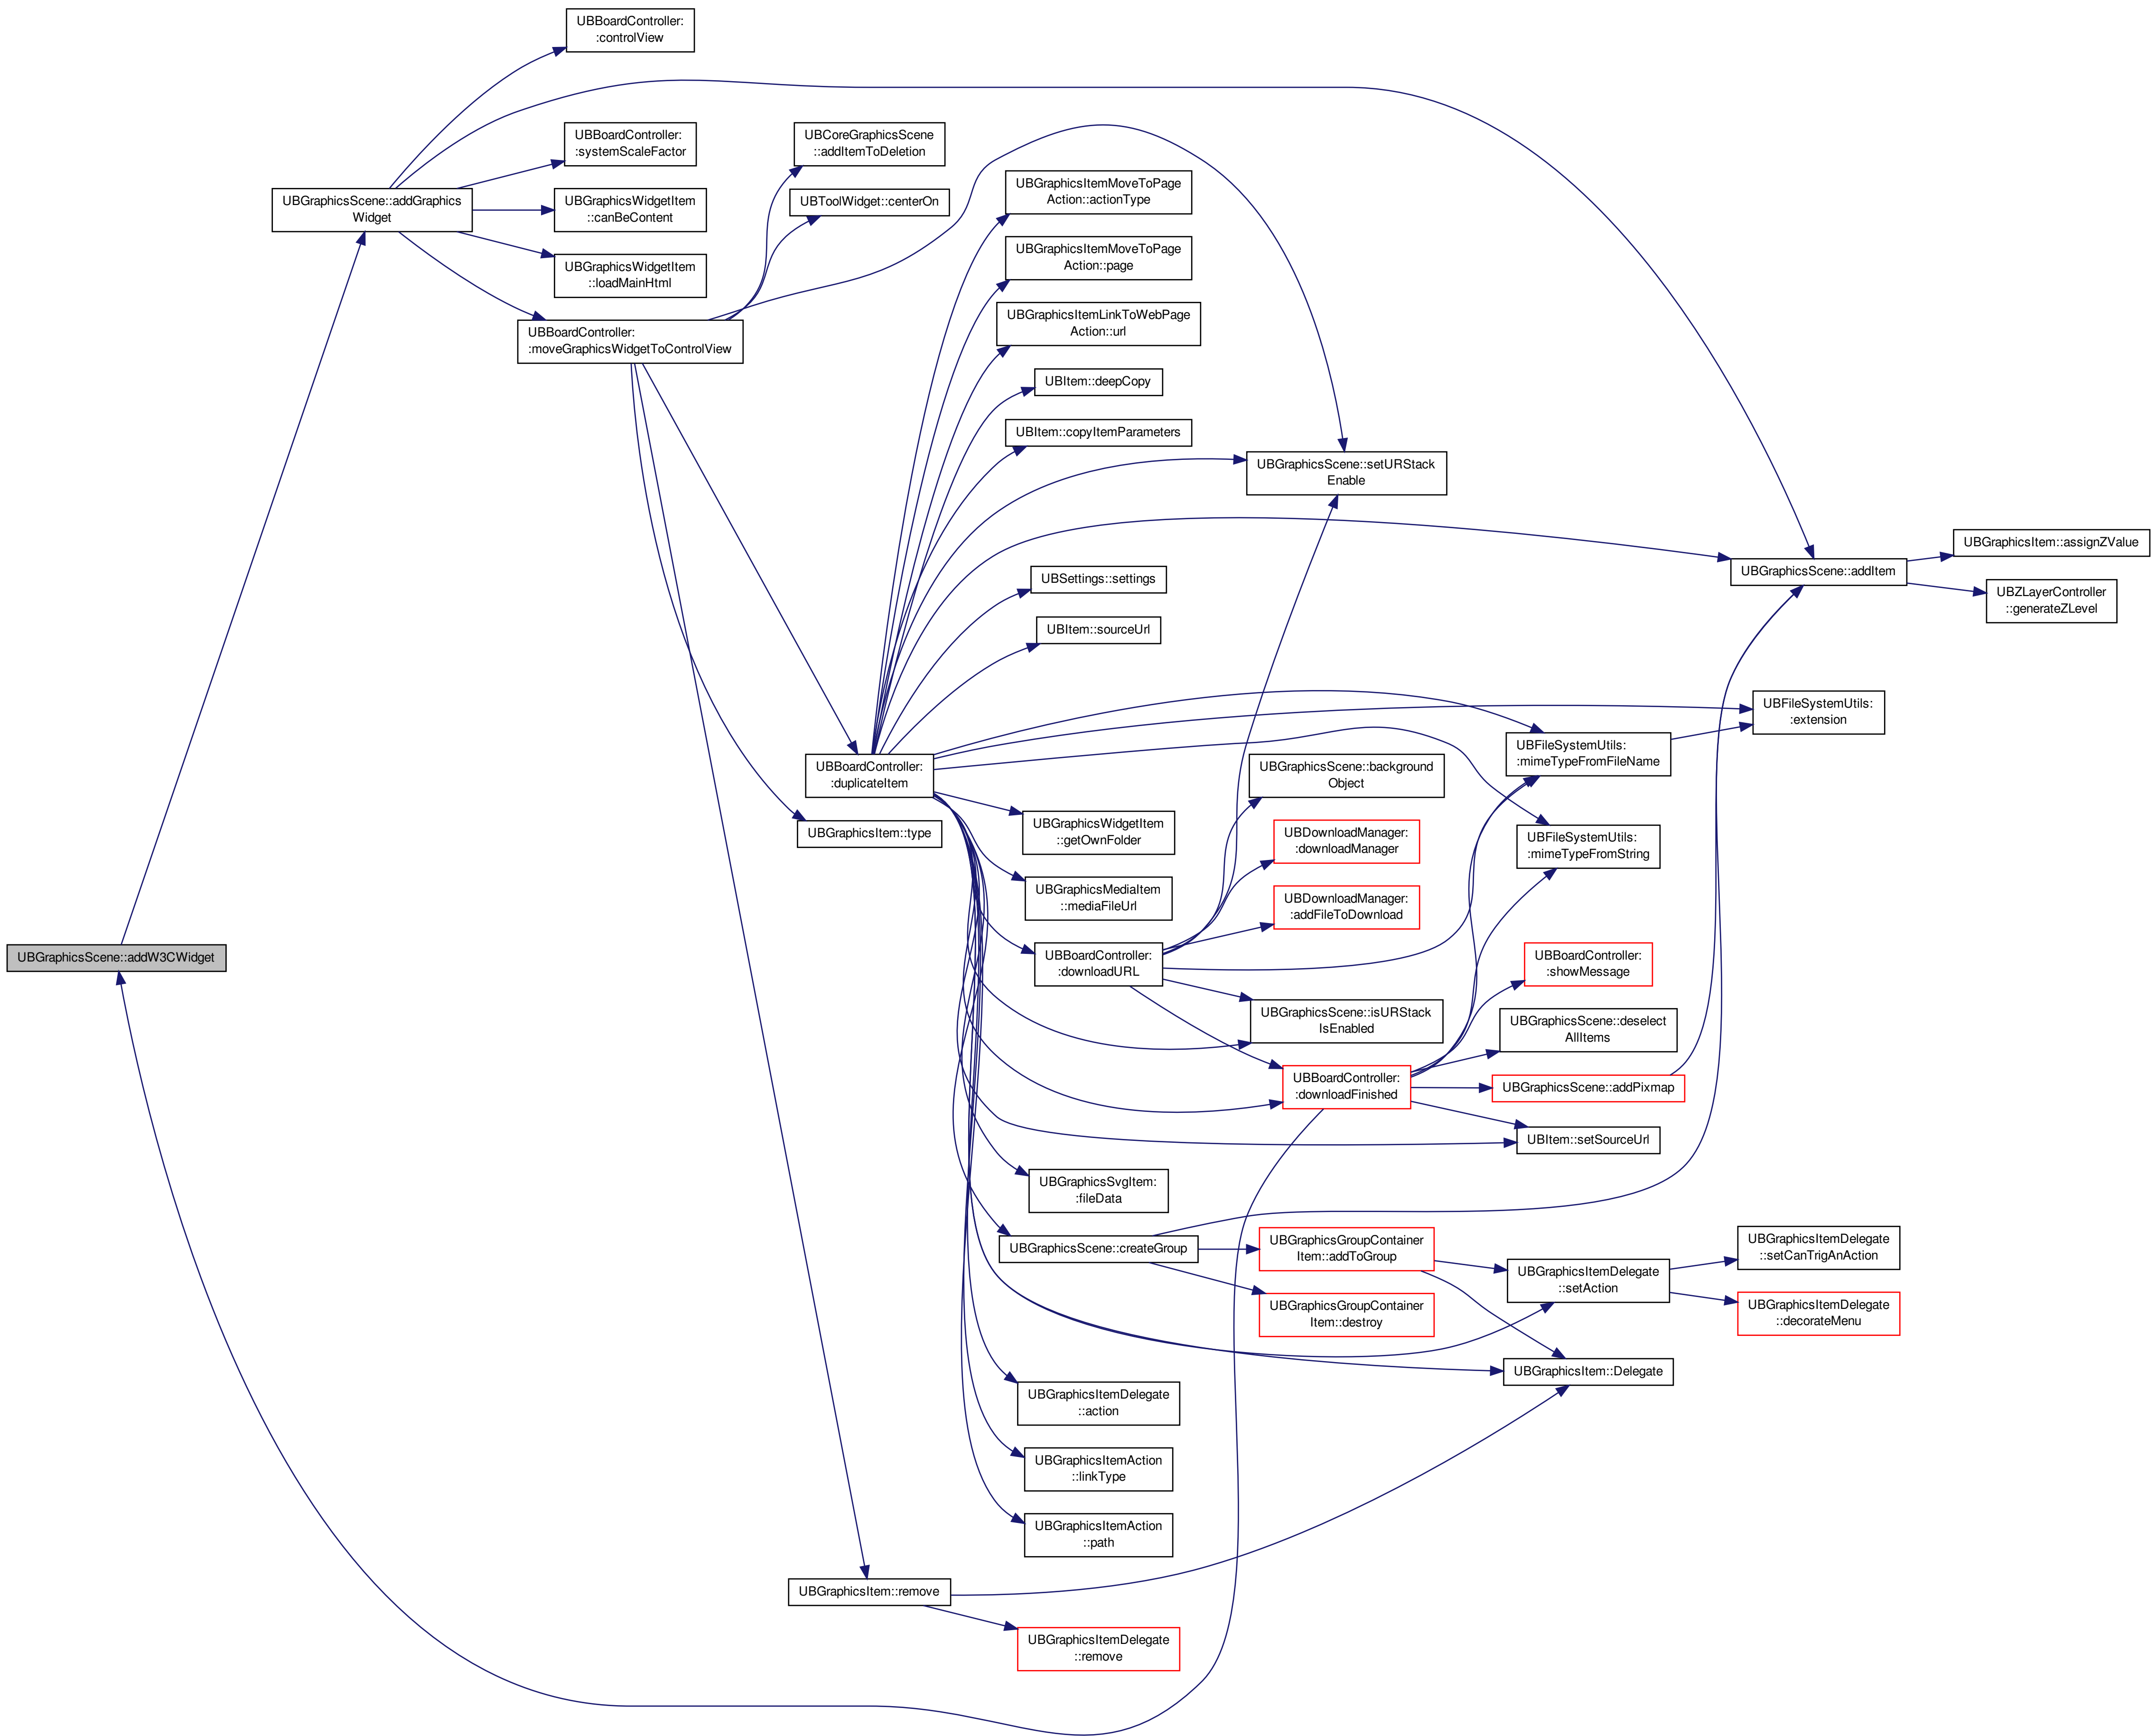 UBBoardController:
:controlView
UBBoardController:
:systemScaleFactor
UBGraphicsScene::addGraphics
Widget
UBGraphicsWidgetItem
::canBeContent
UBGraphicsWidgetItem
::loadMainHtml
UBBoardController:
:moveGraphicsWidgetToControlView
UBGraphicsScene::addW3CWidget
UBCoreGraphicsScene
::addItemToDeletion
UBToolWidget::centerOn
UBBoardController:
:duplicateItem
UBGraphicsItem::type
UBGraphicsItem::remove
UBGraphicsItemMoveToPage
Action::actionType
UBGraphicsItemMoveToPage
Action::page
UBGraphicsItemLinkToWebPage
Action::url
UBItem::deepCopy
UBItem::copyItemParameters
UBSettings::settings
UBItem::sourceUrl
UBGraphicsWidgetItem
::getOwnFolder
UBGraphicsMediaItem
::mediaFileUrl
UBBoardController:
:downloadURL
UBGraphicsSvgItem:
:fileData
UBGraphicsScene::createGroup
UBGraphicsItemDelegate
::action
UBGraphicsItemAction
::linkType
UBGraphicsItemAction
::path
UBGraphicsItemDelegate
::remove
UBGraphicsScene::setURStack
Enable
UBGraphicsScene::background
Object
UBDownloadManager:
:downloadManager
UBDownloadManager:
:addFileToDownload
UBGraphicsScene::isURStack
IsEnabled
UBBoardController:
:downloadFinished
UBGraphicsGroupContainer
Item::addToGroup
UBGraphicsGroupContainer
Item::destroy
UBFileSystemUtils:
:mimeTypeFromFileName
UBFileSystemUtils:
:mimeTypeFromString
UBBoardController:
:showMessage
UBGraphicsScene::deselect
AllItems
UBGraphicsScene::addPixmap
UBItem::setSourceUrl
UBGraphicsItemDelegate
::setAction
UBGraphicsItem::Delegate
UBGraphicsScene::addItem
UBFileSystemUtils:
:extension
UBGraphicsItemDelegate
::setCanTrigAnAction
UBGraphicsItemDelegate
::decorateMenu
UBGraphicsItem::assignZValue
UBZLayerController
::generateZLevel